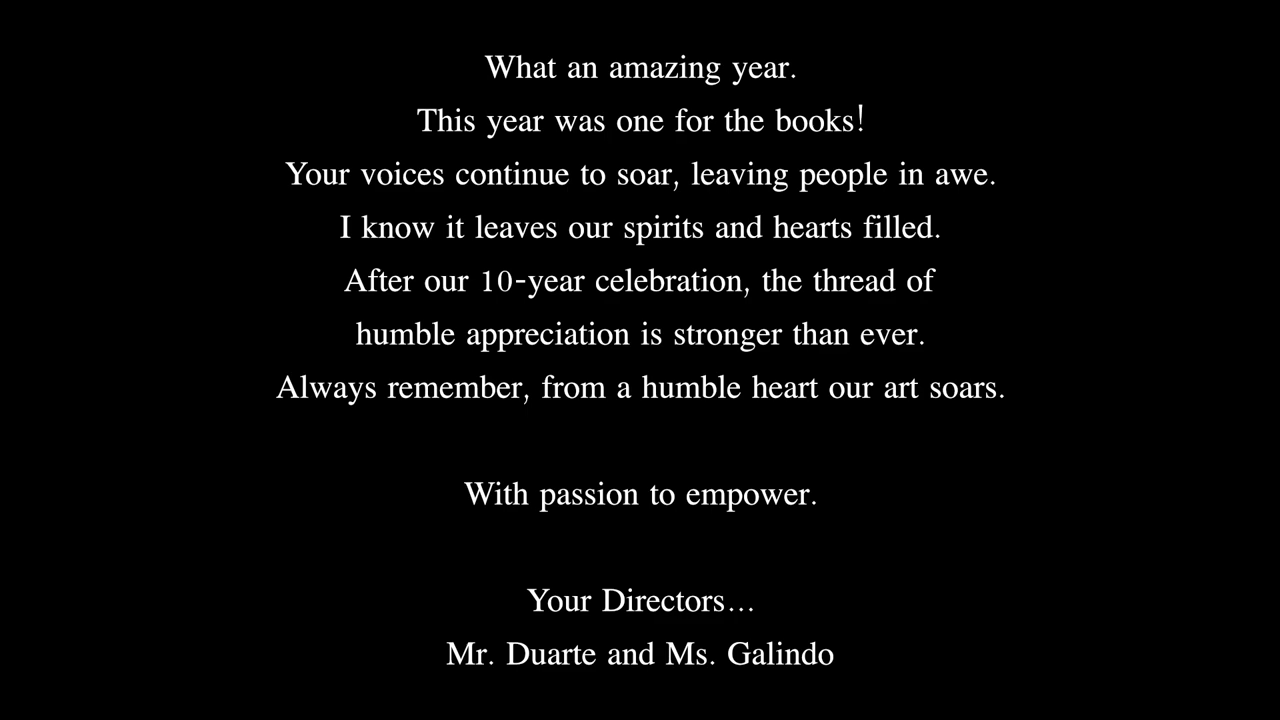 What an amazing year.
This year was one for the books!
Your voices continue to soar, leaving people in awe.
I know it leaves our spirits and hearts filled.
After our 10-year celebration, the thread of
humble appreciation is stronger than ever.
Always remember, from a humble heart our art soars.
With passion to empower.
Your Directors...
Mr. Duarte and Ms. Galindo